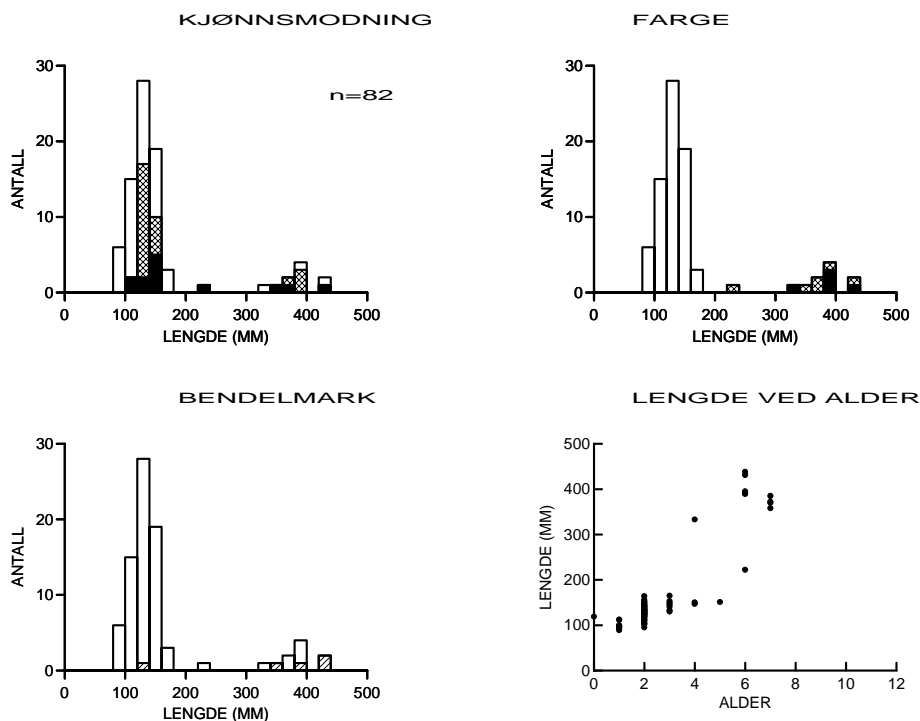 KJØNNSMODNING
30
20
10
0
ANTALL
n=82
0 100 200 300 400 500
LENGDE (MM)
FARGE
30
20
10
0
ANTALL
0 100 200 300 400 500
LENGDE (MM)
BENDELMARK
30
20
10
0
ANTALL
0 100 200 300 400 500
LENGDE (MM)
LENGDE VED ALDER
500
400
300
200
100
0
LENGDE (MM)
0 2 4 6 8 10 12
ALDER